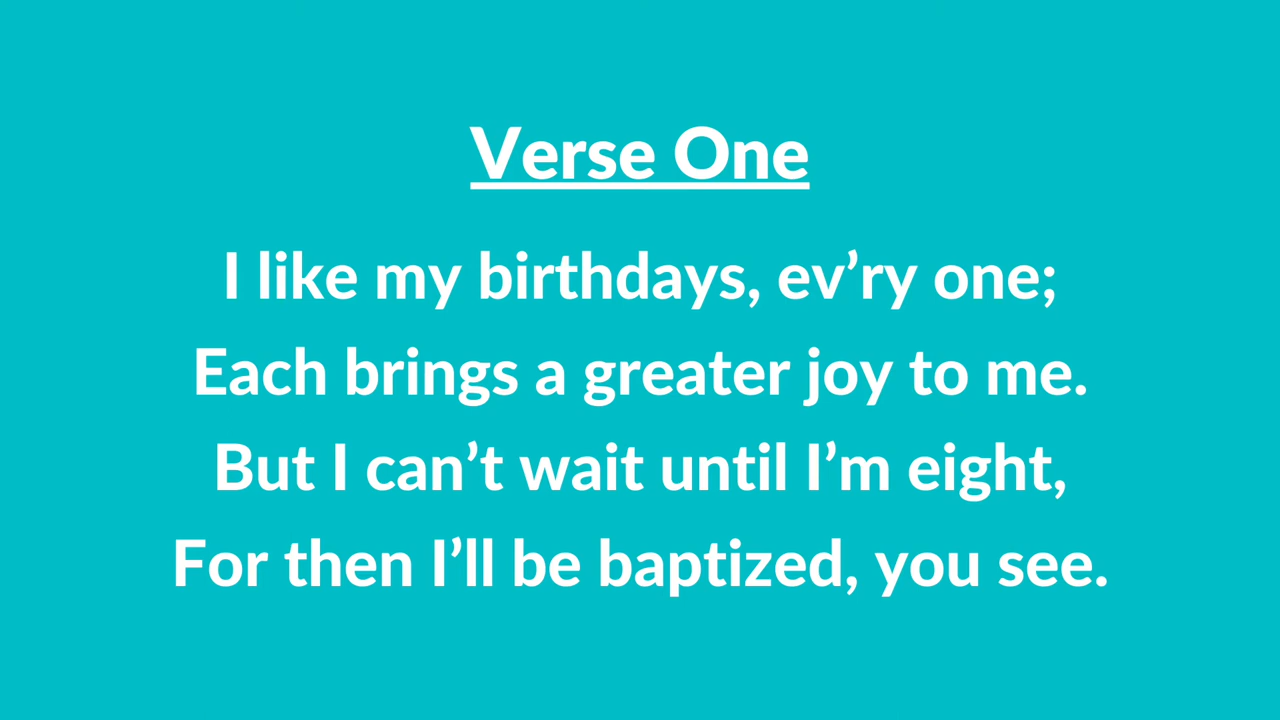 Verse One
I like my birthdays, ev’ry one;
Each brings a greater joy to me.
But I can’t wait until I’m eight,
For then I’ll be baptized, you see.